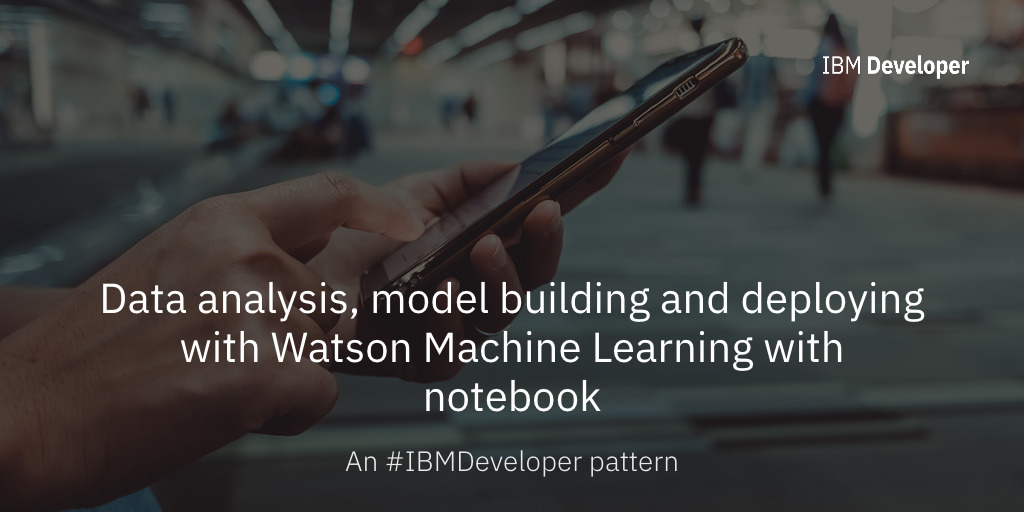 IBM Developer
Data analysis, model building and deploying
with Watson Machine Learning with
notebook
An #IBMDeveloper pattern